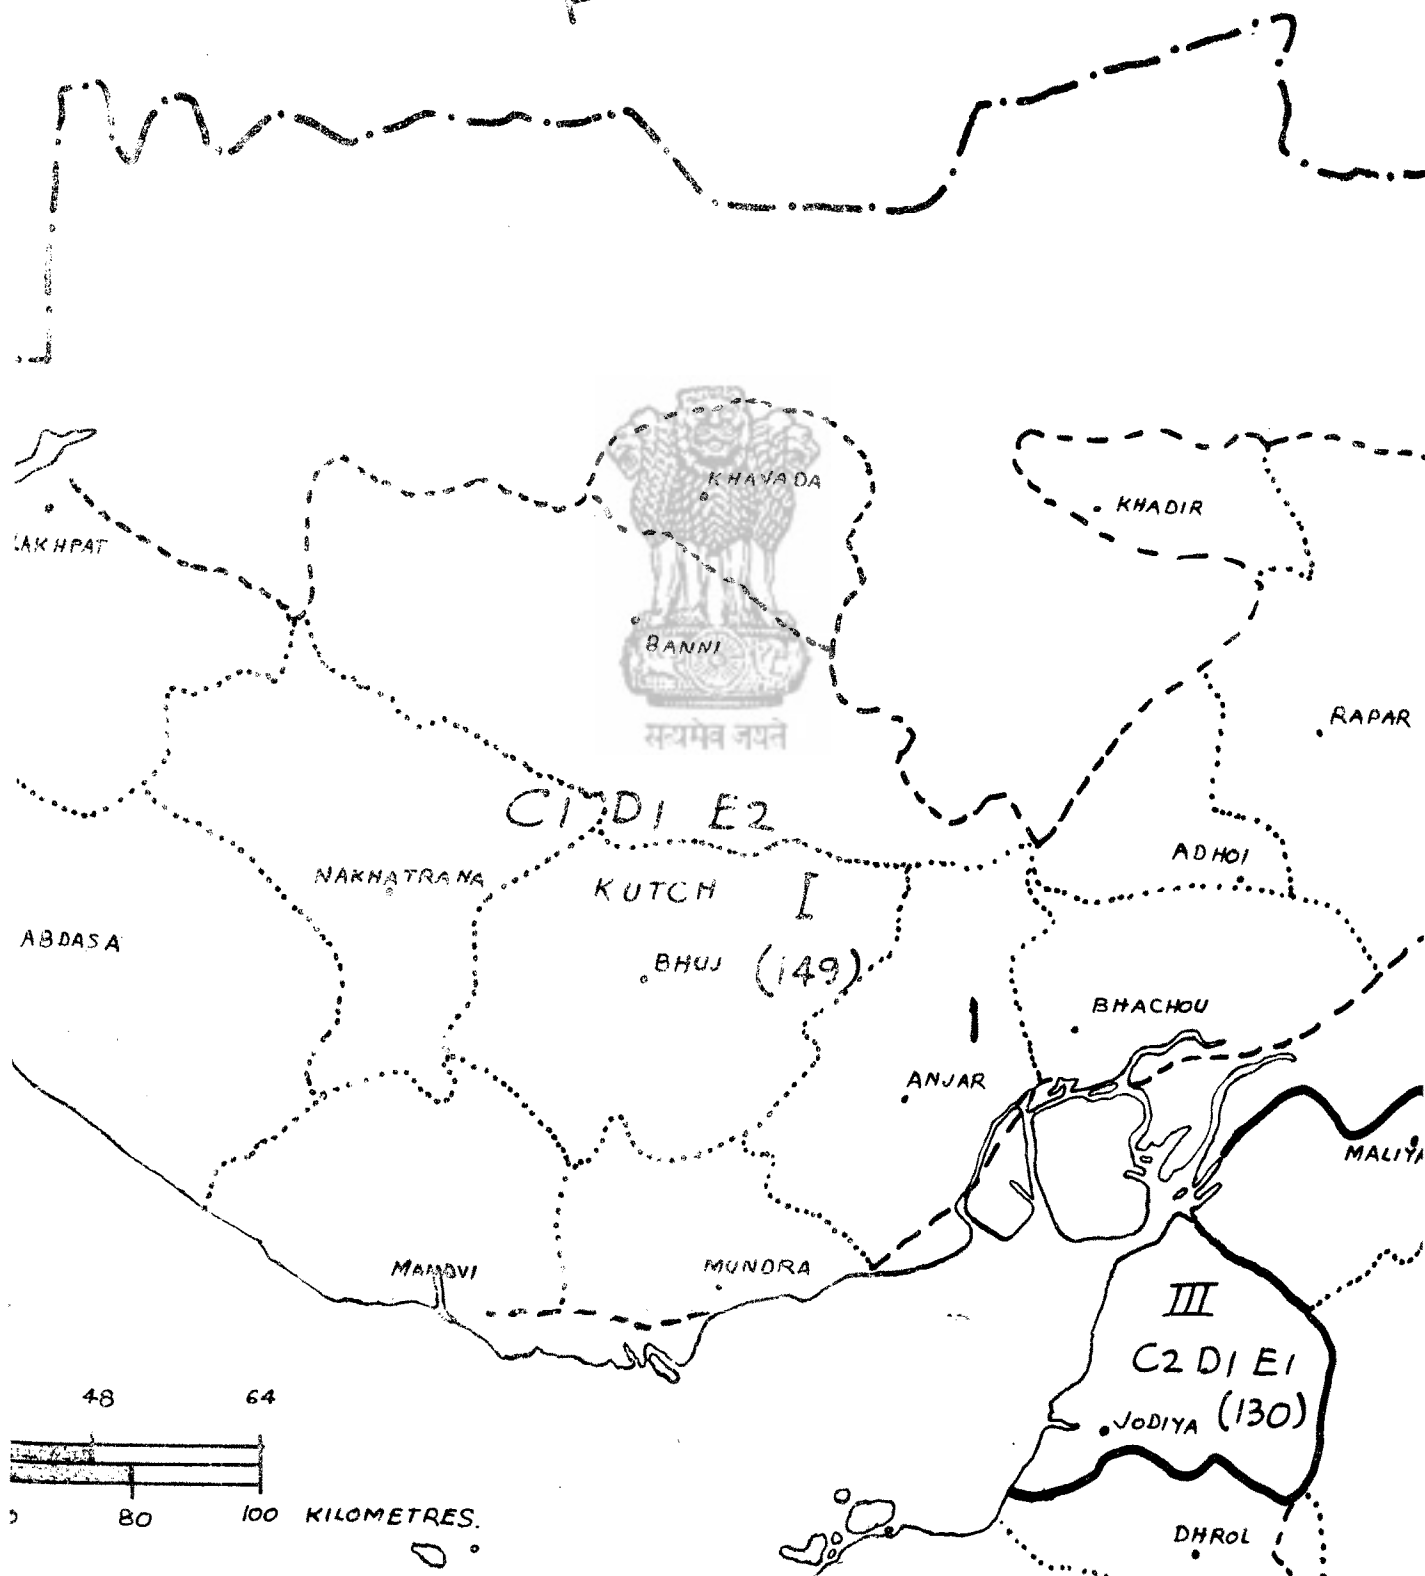 KHAVADA
KHADIR
LAKHPAT
BANNI
RAPAR
सत्यमेव जयते
C1 D1 E2
ADHOI
NAKHATRANA
KUTCH I
ABDASA
BHUJ (149)
BHACHOU
ANJAR
MALIYA
MANDVI
MUNDRA
III
C2 D1 E1
(130)
JODIYA
48 64
80 100 KILOMETRES.
DHROL